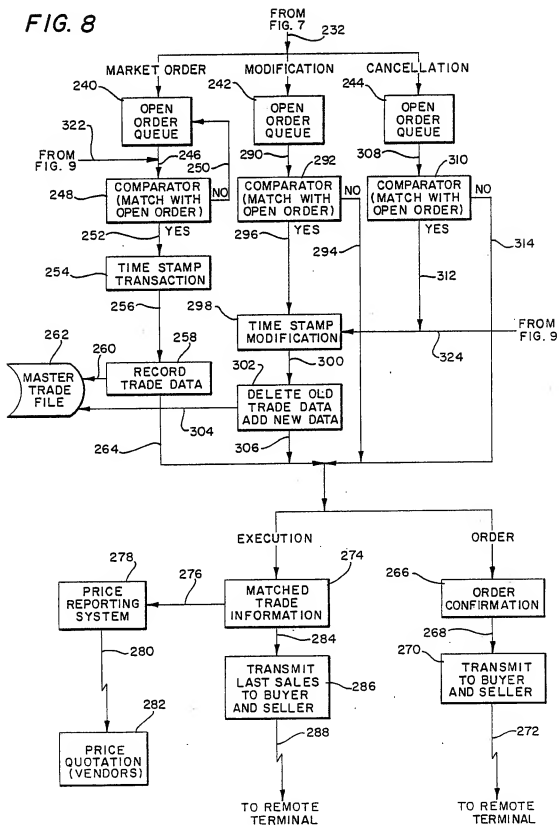 FIG. 8
FROM
FIG. 7
232
MARKET ORDER
MODIFICATION
CANCELLATION
240
242
244
OPEN
ORDER
QUEUE
OPEN
ORDER
QUEUE
OPEN
ORDER
QUEUE
322
FROM
FIG. 9
246
250
290
292
308
310
248
COMPARATOR
(MATCH WITH
OPEN ORDER)
NO
COMPARATOR
(MATCH WITH
OPEN ORDER)
NO
COMPARATOR
(MATCH WITH
OPEN ORDER)
NO
252
YES
296
YES
294
YES
314
254
TIME STAMP
TRANSACTION
312
256
298
262
260
258
TIME STAMP
MODIFICATION
324
FROM
FIG. 9
MASTER
TRADE
FILE
RECORD
TRADE DATA
302
300
DELETE OLD
TRADE DATA
ADD NEW DATA
304
264
306
EXECUTION
ORDER
278
276
274
266
PRICE
REPORTING
SYSTEM
MATCHED
TRADE
INFORMATION
ORDER
CONFIRMATION
280
284
268
270
TRANSMIT
LAST SALES
TO BUYER
AND SELLER
286
TRANSMIT
TO BUYER
AND SELLER
282
288
272
PRICE
QUOTATION
(VENDORS)
TO REMOTE
TERMINAL
TO REMOTE
TERMINAL